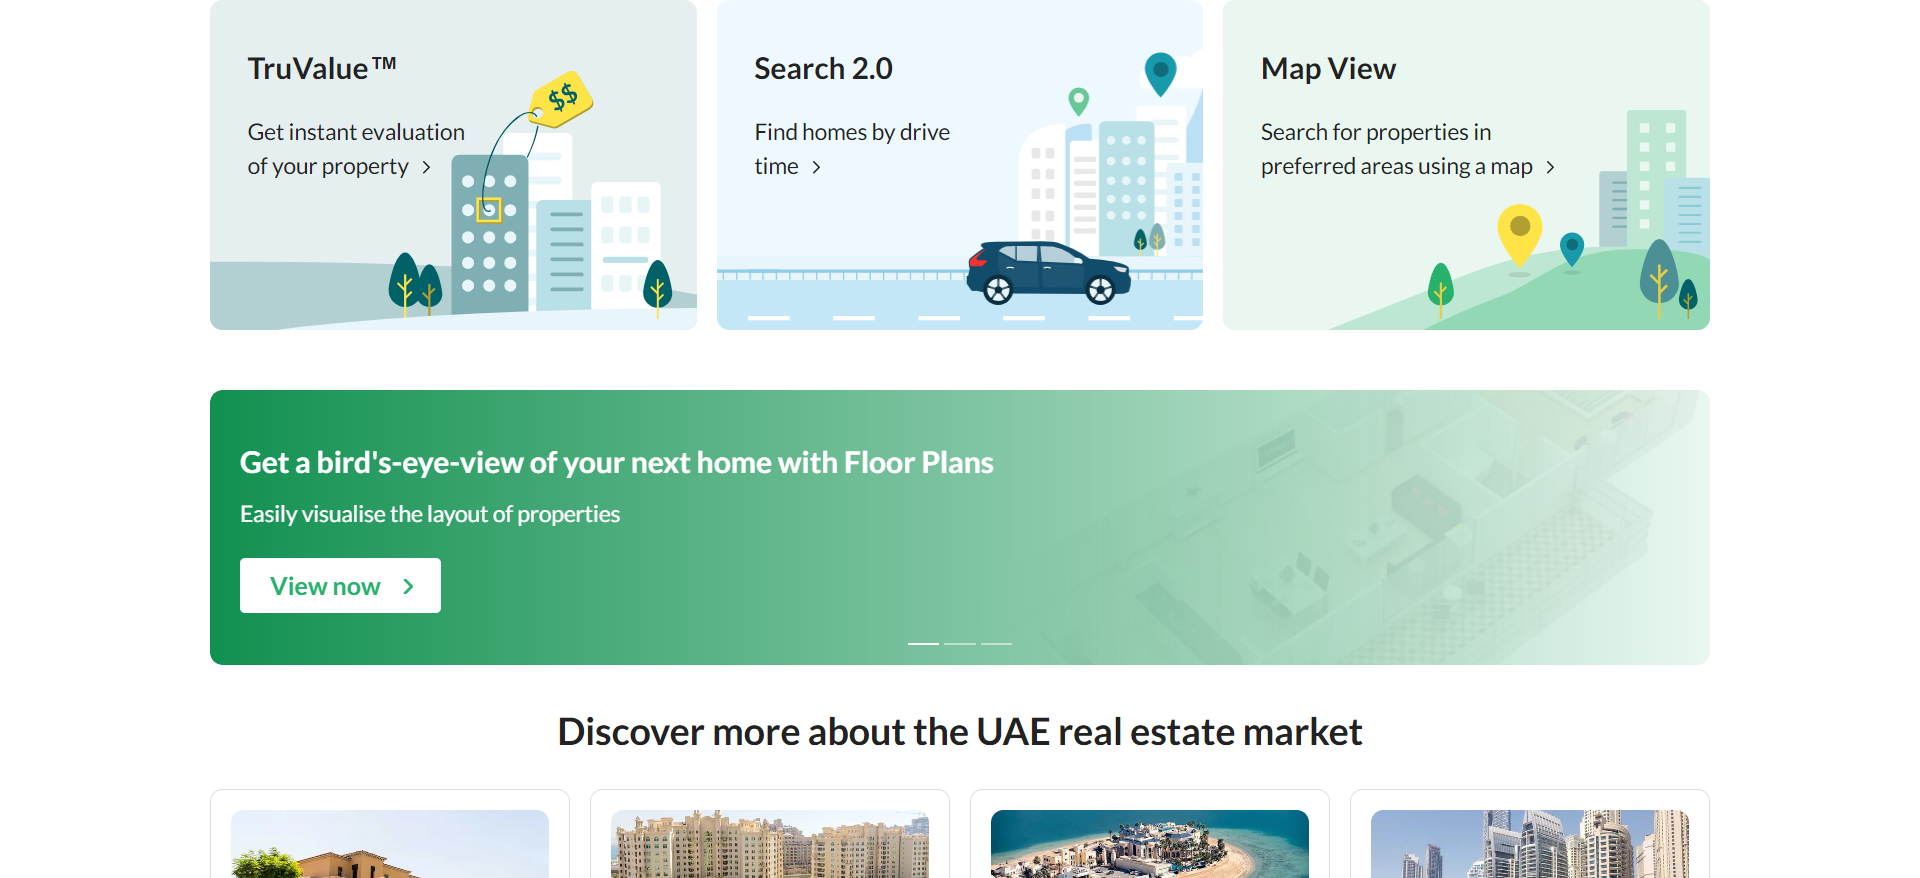 TruValue™
Get instant evaluation
of your property
$$
Search 2.0
Find homes by drive
time
Map View
Search for properties in
preferred areas using a map
Get a bird's-eye-view of your next home with Floor Plans
Easily visualise the layout of properties
View now
Discover more about the UAE real estate market